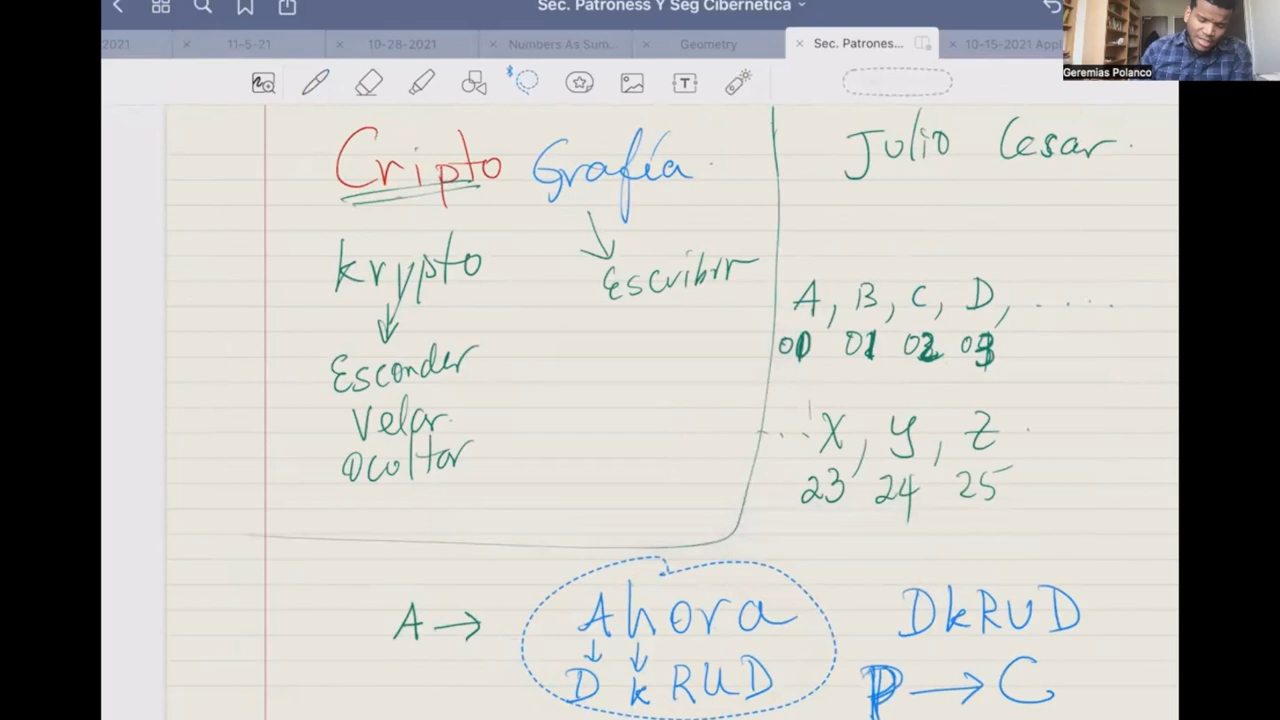 Sec. Patroness Y Seg Cibernetica
2021
11-5-21
10-28-2021
Numbers As Sum...
Geometry
Sec. Patrones...
10-15-2021 Appl
Geremias Polanco
Cripto Grafía
Julio Cesar.
krypto
Escribir
A, B, C, D, ....
00 01 02 03
Esconder
Velar
Ocultar
...X, Y, Z
23 24 25
A →
Ahora
DkRUD
DkRUD
P → C